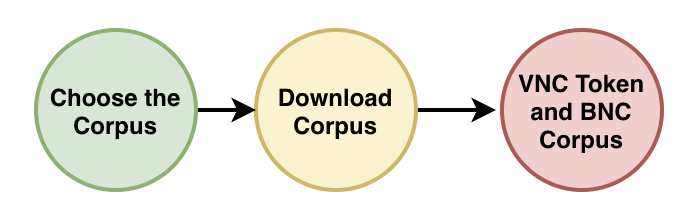 Choose the
Corpus
Download
Corpus
VNC Token
and BNC
Corpus